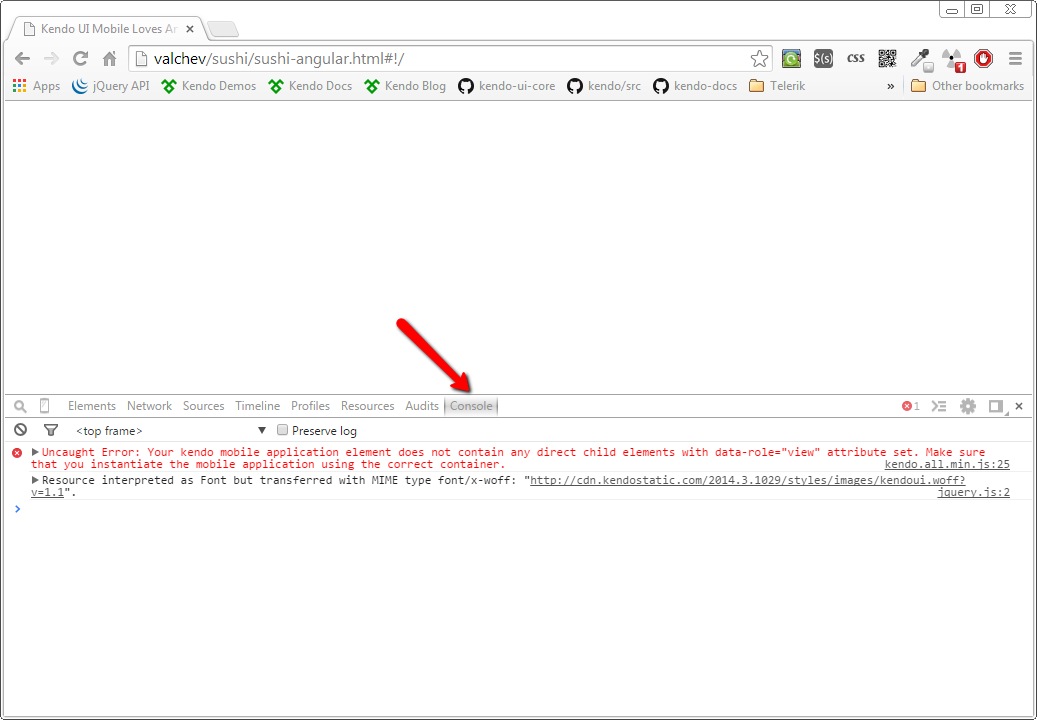 Kendo UI Mobile Loves An
valchev/sushi/sushi-angular.html#!/
$(s) css 1
Apps jQuery API Kendo Demos Kendo Docs Kendo Blog kendo-ui-core kendo/src kendo-docs Telerik » Other bookmarks
Elements Network Sources Timeline Profiles Resources Audits Console 1
<top frame> Preserve log
Uncaught Error: Your kendo mobile application element does not contain any direct child elements with data-role="view" attribute set. Make sure
that you instantiate the mobile application using the correct container. kendo.all.min.js:25
Resource interpreted as Font but transferred with MIME type font/x-woff: "http://cdn.kendostatic.com/2014.3.1029/styles/images/kendoui.woff?
v=1.1". jquery.js:2